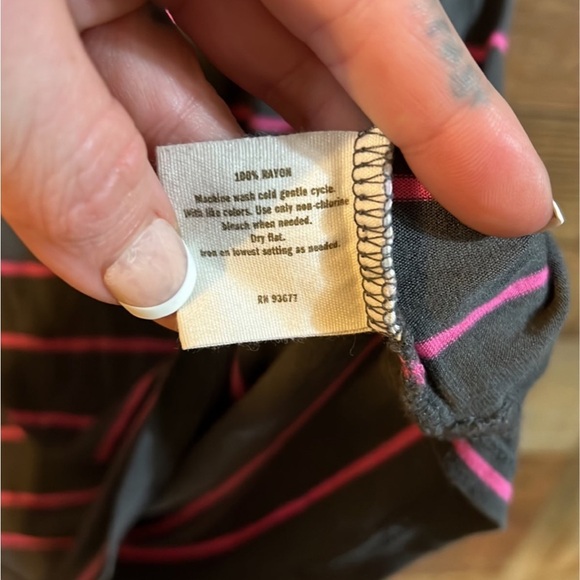 100% RAYON
Machine wash cold gentle cycle.
With like colors. Use only non-chlorine
bleach when needed.
Dry flat.
Iron on lowest setting as needed.
RN 93677